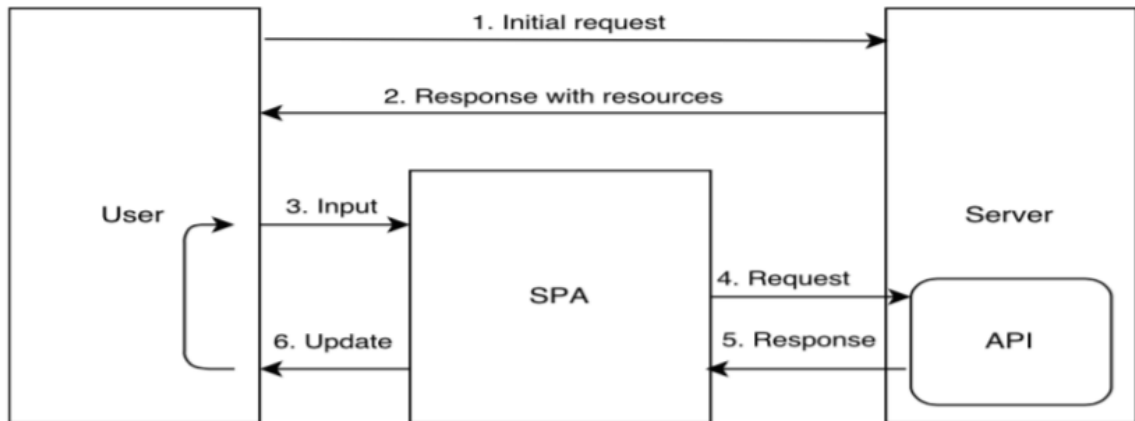 1. Initial request
2. Response with resources
User
3. Input
Server
SPA
4. Request
6. Update
5. Response
API